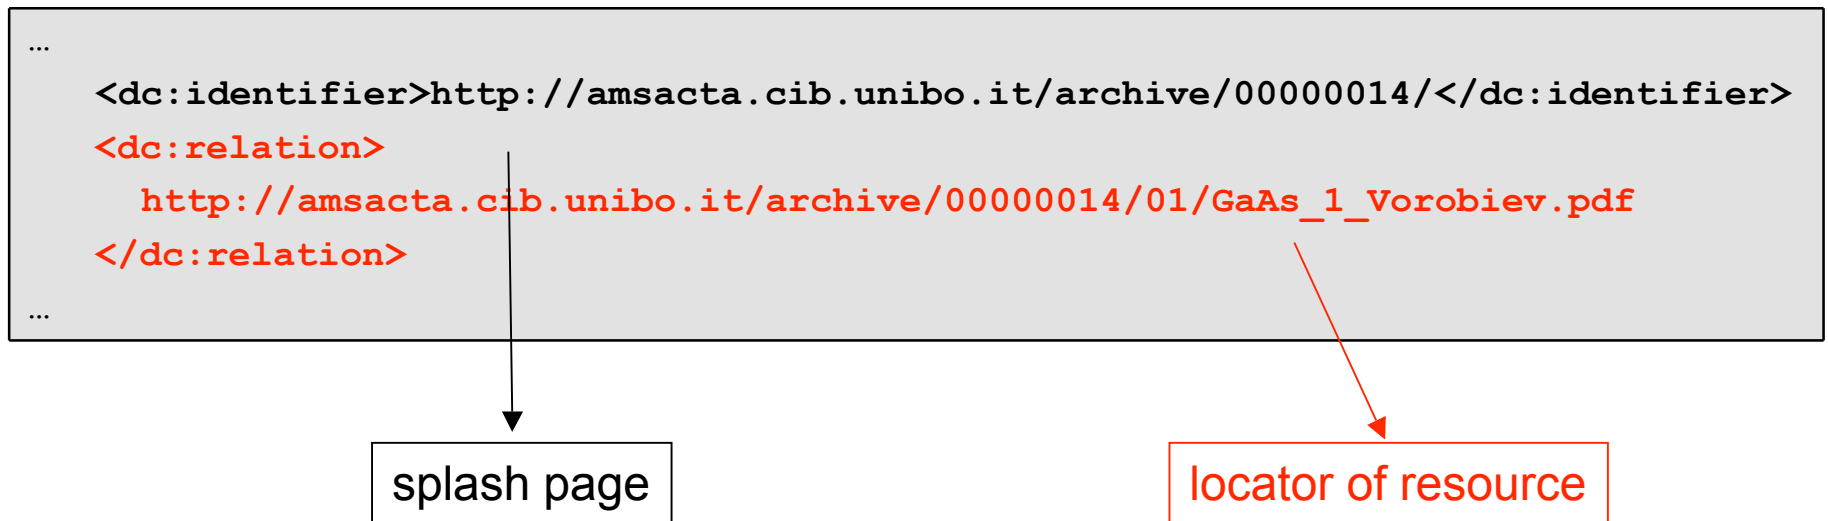 …
<dc:identifier>http://amsacta.cib.unibo.it/archive/00000014/</dc:identifier>
<dc:relation>
http://amsacta.cib.unibo.it/archive/00000014/01/GaAs_1_Vorobiev.pdf
</dc:relation>
…
splash page
locator of resource